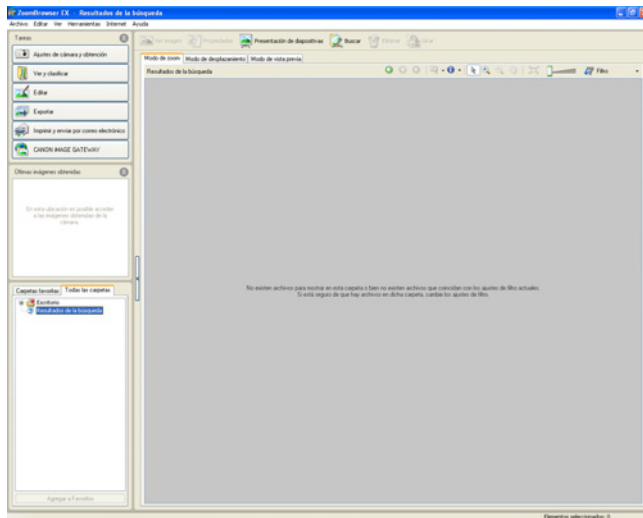 ZoomBrowser EX - Resultados de la búsqueda
Archivo Editar Ver Herramientas Internet Ayuda
Tareas
Ajustes de cámara y obtención
Ver y clasificar
Editar
Exportar
Imprimir y enviar por correo electrónico
CANON iMAGE GATEWAY
Últimas imágenes obtenidas
En esta ubicación es posible acceder
a las imágenes obtenidas de la
cámara.
Carpetas favoritas Todas las carpetas
Escritorio
Resultados de la búsqueda
Agregar a Favoritos
Ver imagen Propiedades Presentación de diapositivas Buscar Eliminar Girar
Modo de zoom Modo de desplazamiento Modo de vista previa
Resultados de la búsqueda Filtro
No existen archivos para mostrar en esta carpeta o bien no existen archivos que coincidan con los ajustes de filtro actuales.
Si está seguro de que hay archivos en dicha carpeta, cambie los ajustes de filtro.
Elementos seleccionados: 0